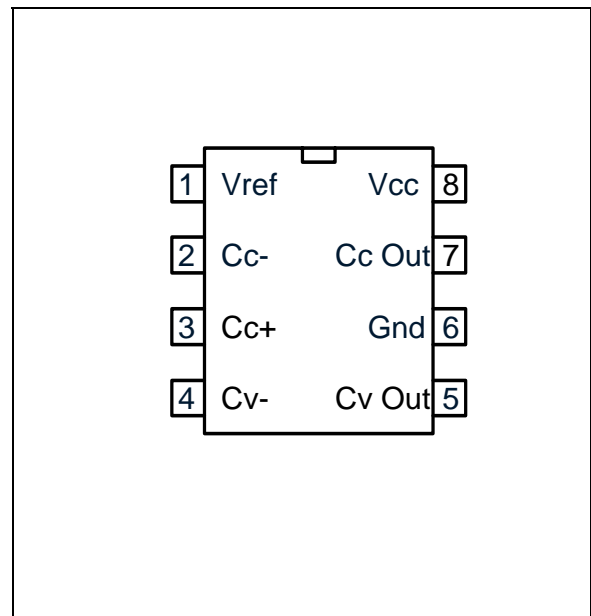 1 Vref Vcc 8
2 Cc- Cc Out 7
3 Cc+ Gnd 6
4 Cv- Cv Out 5